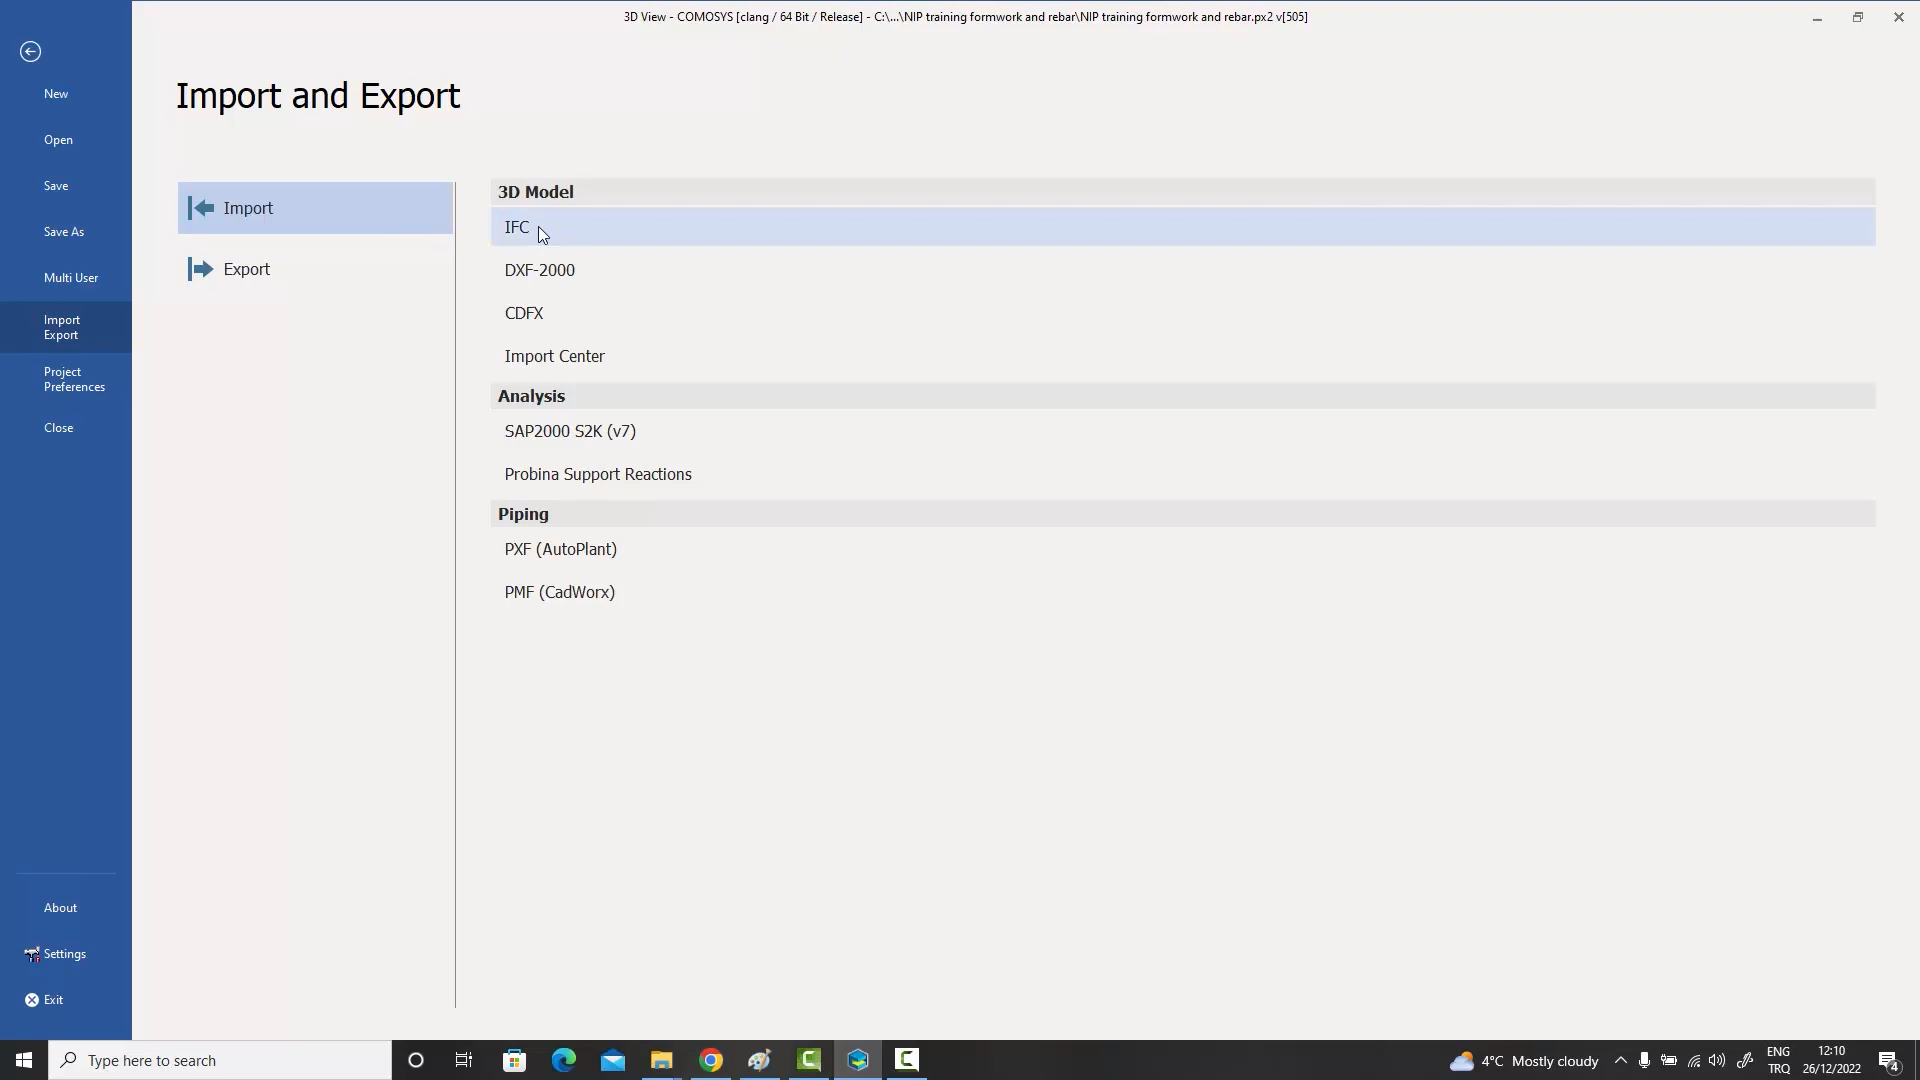 3D View - COMOSYS [clang / 64 Bit / Release] - C:\...\NIP training formwork and rebar\NIP training formwork and rebar.px2 v[505]
New
Open
Save
Save As
Multi User
Import
Export
Project
Preferences
Close
About
Settings
Exit
Import and Export
Import
Export
3D Model
IFC
DXF-2000
CDFX
Import Center
Analysis
SAP2000 S2K (v7)
Probina Support Reactions
Piping
PXF (AutoPlant)
PMF (CadWorx)
Type here to search
4°C Mostly cloudy
ENG
TRQ
12:10
26/12/2022
4